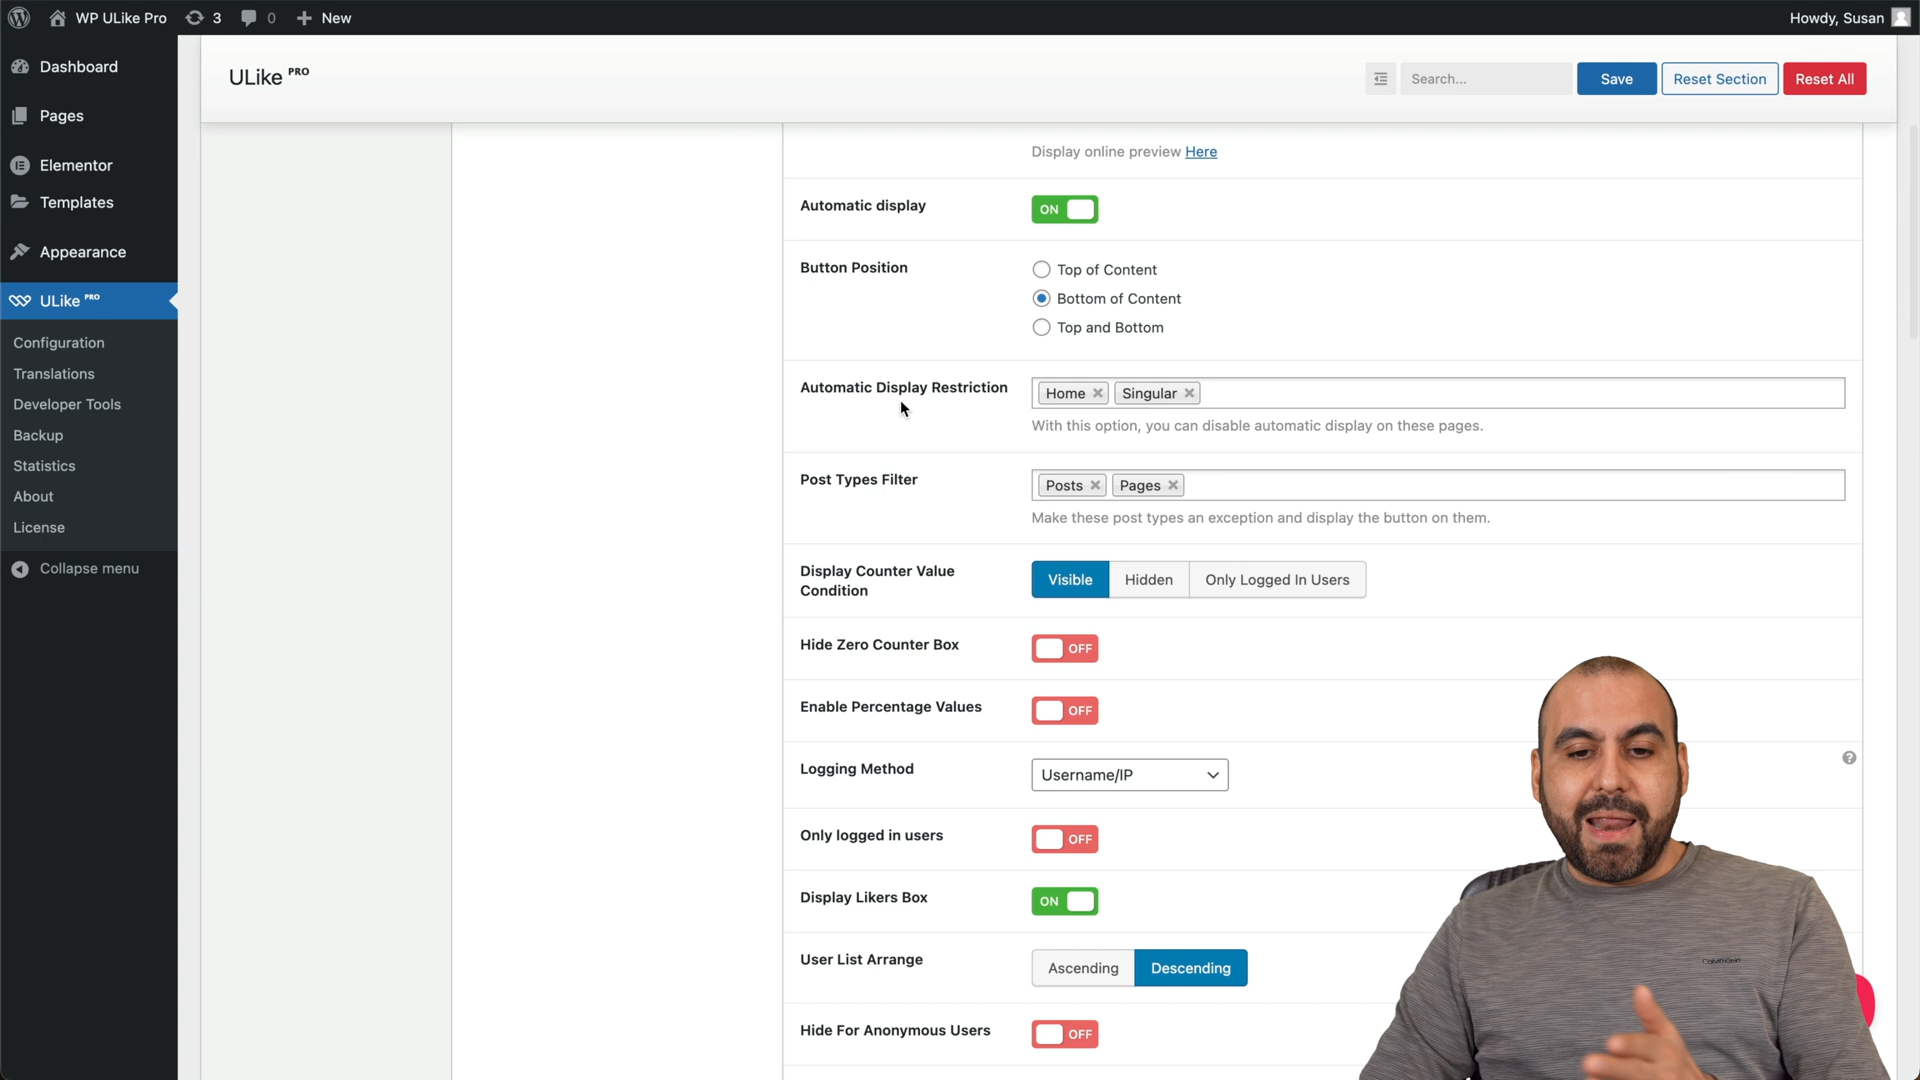 WP ULike Pro 3 0 New Howdy, Susan
ULike PRO Search... Save Reset Section Reset All
Dashboard
Pages
Elementor
Templates
Appearance
ULike PRO
Configuration
Translations
Developer Tools
Backup
Statistics
About
License
Collapse menu
Display online preview Here
Automatic display ON
Button Position
Top of Content
Bottom of Content
Top and Bottom
Automatic Display Restriction Home Singular
With this option, you can disable automatic display on these pages.
Post Types Filter Posts Pages
Make these post types an exception and display the button on them.
Display Counter Value
Condition
Visible Hidden Only Logged In Users
Hide Zero Counter Box OFF
Enable Percentage Values OFF
Logging Method Username/IP
?
Only logged in users OFF
Display Likers Box ON
User List Arrange Ascending Descending
Hide For Anonymous Users OFF
Calvin Klein